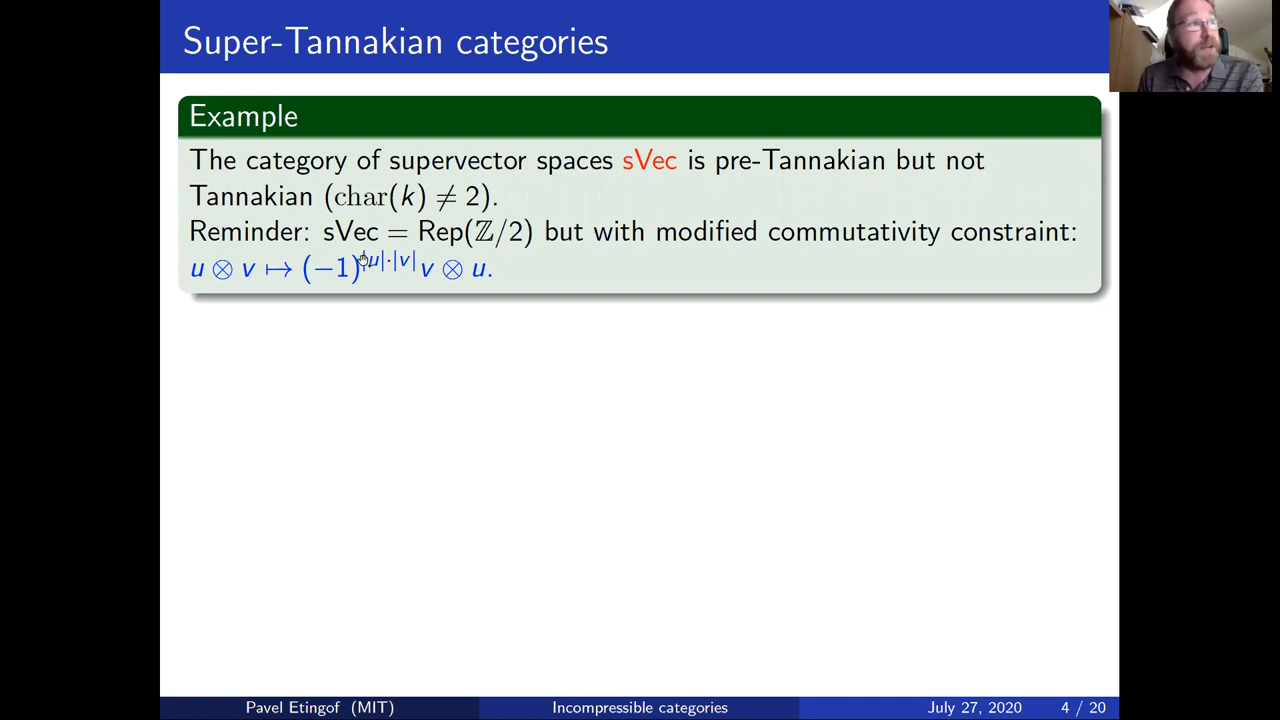 Super-Tannakian categories
Example
The category of supervector spaces sVec is pre-Tannakian but not
Tannakian (char(k) ≠ 2).
Reminder: sVec = Rep(ℤ/2) but with modified commutativity constraint:
u ⊗ v ↦ (−1)^{|u|·|v|} v ⊗ u.
Pavel Etingof (MIT) Incompressible categories July 27, 2020 4 / 20